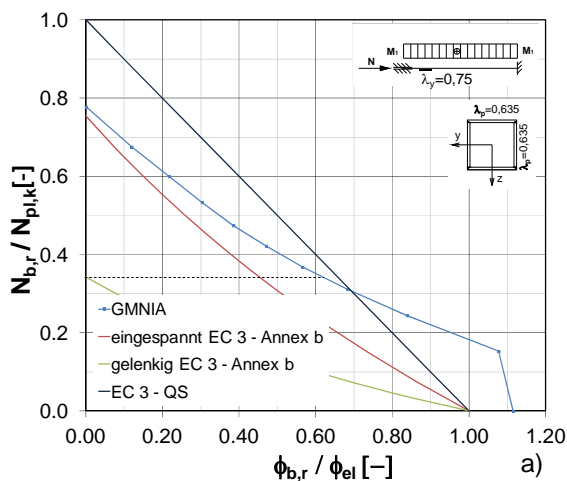 N_b,r / N_pl,k [-]
1.0
0.8
0.6
0.4
0.2
0.0
M₁ ⊕ M₁
N
λ̅_y=0,75
λ_p=0,635
λ_p=0,635
y
z
GMNIA
eingespannt EC 3 - Annex b
gelenkig EC 3 - Annex b
EC 3 - QS
0.00 0.20 0.40 0.60 0.80 1.00 1.20
ϕ_b,r / ϕ_el [–]
a)